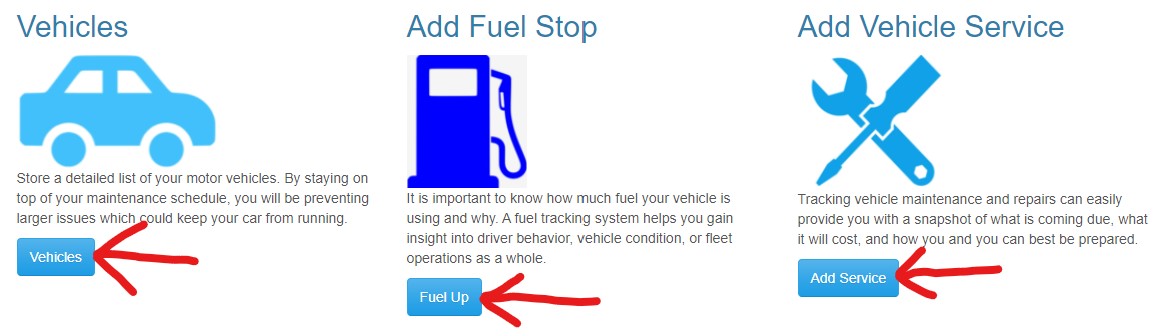 Vehicles
Store a detailed list of your motor vehicles. By staying on
top of your maintenance schedule, you will be preventing
larger issues which could keep your car from running.
Vehicles
Add Fuel Stop
It is important to know how much fuel your vehicle is
using and why. A fuel tracking system helps you gain
insight into driver behavior, vehicle condition, or fleet
operations as a whole.
Fuel Up
Add Vehicle Service
Tracking vehicle maintenance and repairs can easily
provide you with a snapshot of what is coming due, what
it will cost, and how you and you can best be prepared.
Add Service